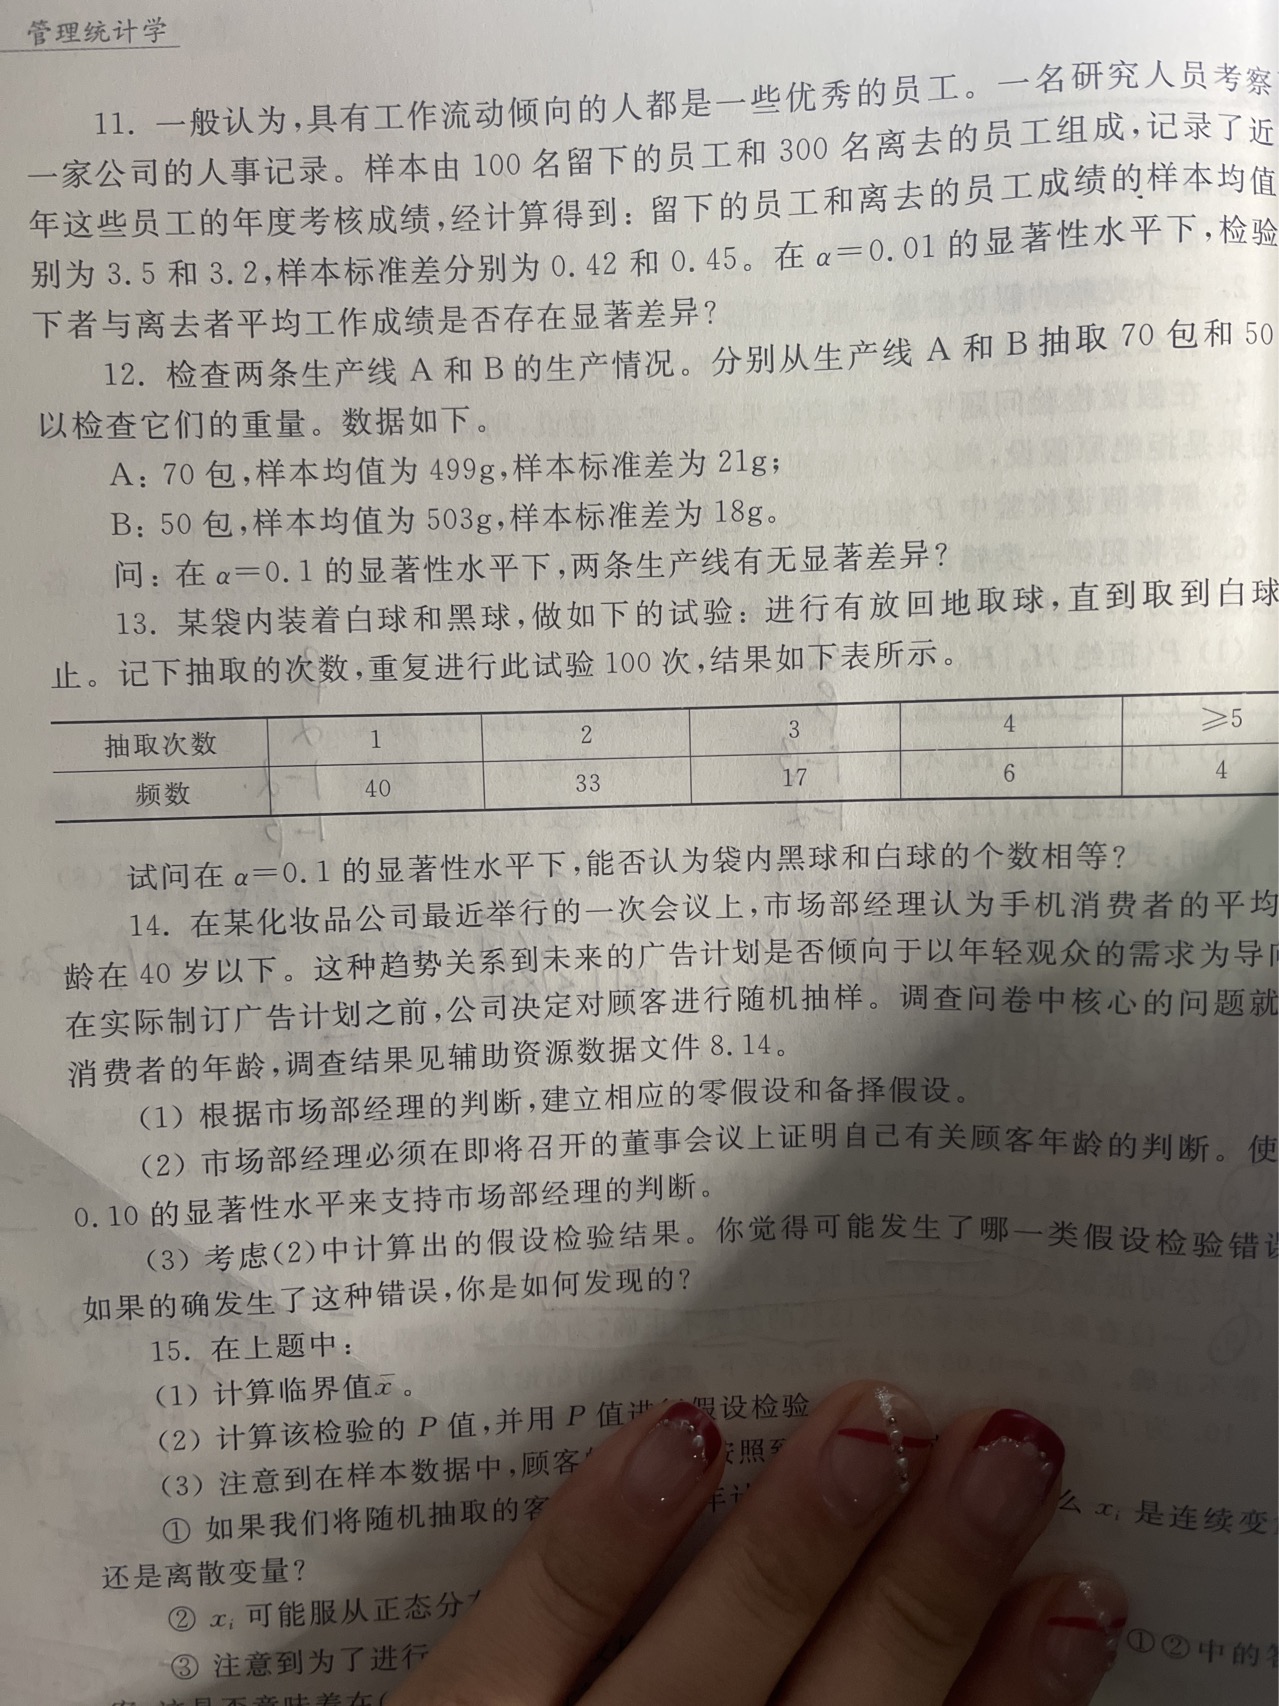 管理统计学
11. 一般认为,具有工作流动倾向的人都是一些优秀的员工。一名研究人员考察
一家公司的人事记录。样本由 100 名留下的员工和 300 名离去的员工组成,记录了近
年这些员工的年度考核成绩,经计算得到：留下的员工和离去的员工成绩的样本均值
别为 3.5 和 3.2,样本标准差分别为 0.42 和 0.45。在 α=0.01 的显著性水平下,检验
下者与离去者平均工作成绩是否存在显著差异？
12. 检查两条生产线 A 和 B 的生产情况。分别从生产线 A 和 B 抽取 70 包和 50
以检查它们的重量。数据如下。
A：70 包,样本均值为 499g,样本标准差为 21g;
B：50 包,样本均值为 503g,样本标准差为 18g。
问：在 α=0.1 的显著性水平下,两条生产线有无显著差异？
13. 某袋内装着白球和黑球,做如下的试验：进行有放回地取球,直到取到白球
止。记下抽取的次数,重复进行此试验 100 次,结果如下表所示。
抽取次数 1 2 3 4 ≥5
频数 40 33 17 6 4
试问在 α=0.1 的显著性水平下,能否认为袋内黑球和白球的个数相等？
14. 在某化妆品公司最近举行的一次会议上,市场部经理认为手机消费者的平均
龄在 40 岁以下。这种趋势关系到未来的广告计划是否倾向于以年轻观众的需求为导
在实际制订广告计划之前,公司决定对顾客进行随机抽样。调查问卷中核心的问题就
消费者的年龄,调查结果见辅助资源数据文件 8.14。
(1) 根据市场部经理的判断,建立相应的零假设和备择假设。
(2) 市场部经理必须在即将召开的董事会议上证明自己有关顾客年龄的判断。使
0.10 的显著性水平来支持市场部经理的判断。
(3) 考虑(2)中计算出的假设检验结果。你觉得可能发生了哪一类假设检验错
如果的确发生了这种错误,你是如何发现的？
15. 在上题中：
(1) 计算临界值x̄。
(2) 计算该检验的 P 值,并用 P 值 假设检验
(3) 注意到在样本数据中,顾客 按照
① 如果我们将随机抽取的客 么 xᵢ 是连续变
还是离散变量？
② xᵢ 可能服从正态分
③ 注意到为了进行 ①②中的